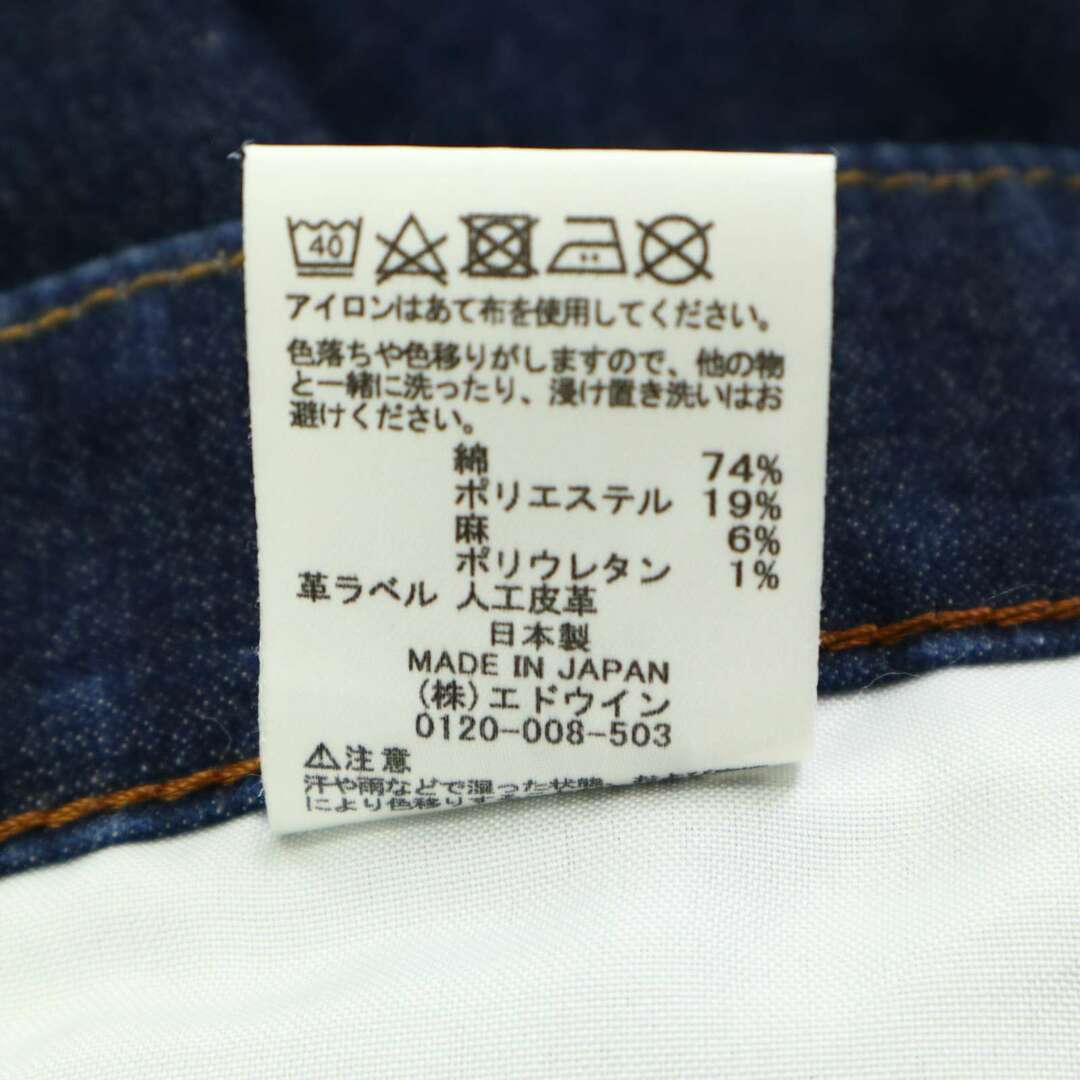 40
アイロンはあて布を使用してください。
色落ちや色移りがしますので、他の物
と一緒に洗ったり、浸け置き洗いはお
避けください。
綿 74%
ポリエステル 19%
麻 6%
ポリウレタン 1%
革ラベル 人工皮革
日本製
MADE IN JAPAN
(株)エドウイン
0120-008-503
⚠注意
汗や雨などで湿った状態、
により色移りす